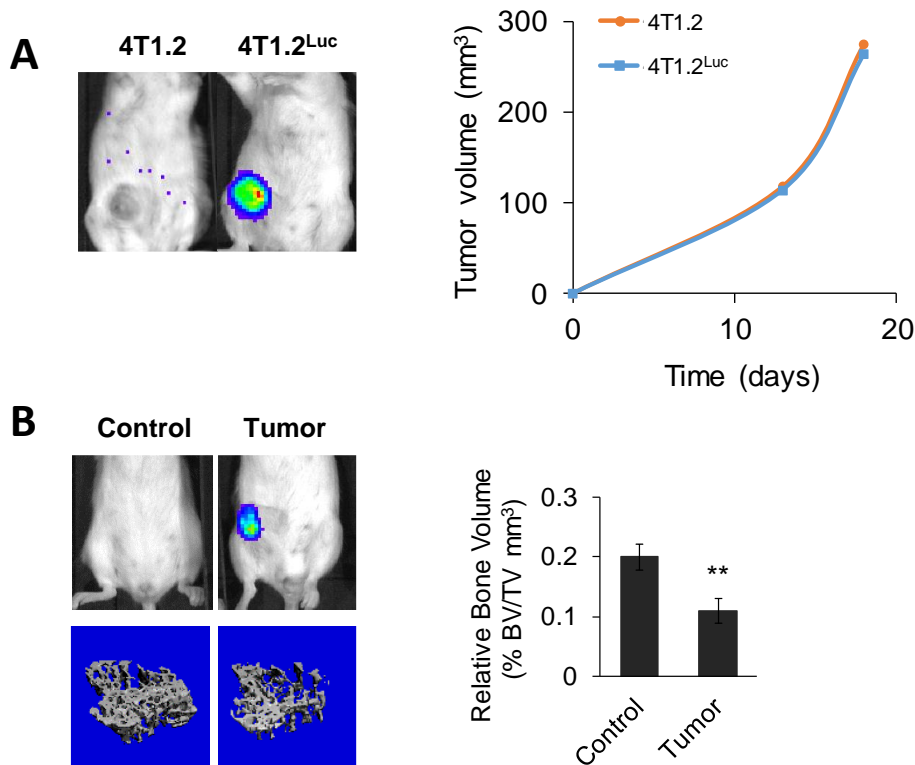 A
4T1.2 4T1.2Luc
Tumor volume (mm3)
300
200
100
0
4T1.2
4T1.2Luc
0 10 20
Time (days)
B
Control Tumor
Relative Bone Volume
(% BV/TV mm3)
0.3
0.2
0.1
0
**
Control
Tumor